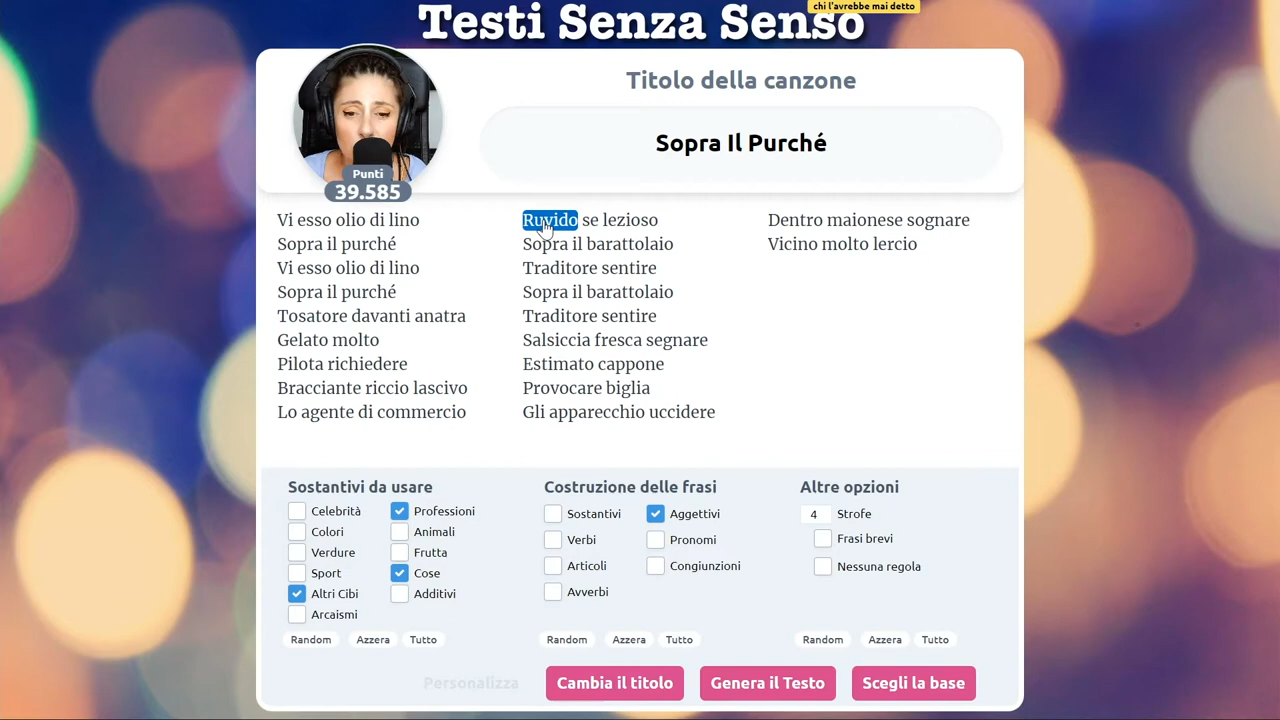 chi l'avrebbe mai detto
Testi Senza Senso
Titolo della canzone
Sopra Il Purché
Punti
39.585
Vi esso olio di lino
Sopra il purché
Vi esso olio di lino
Sopra il purché
Tosatore davanti anatra
Gelato molto
Pilota richiedere
Bracciante riccio lascivo
Lo agente di commercio
Ruvido se lezioso
Sopra il barattolaio
Traditore sentire
Sopra il barattolaio
Traditore sentire
Salsiccia fresca segnare
Estimato cappone
Provocare biglia
Gli apparecchio uccidere
Dentro maionese sognare
Vicino molto lercio
Sostantivi da usare
Celebrità
Professioni
Colori
Animali
Verdure
Frutta
Sport
Cose
Altri Cibi
Additivi
Arcaismi
Random
Azzera
Tutto
Costruzione delle frasi
Sostantivi
Aggettivi
Verbi
Pronomi
Articoli
Congiunzioni
Avverbi
Random
Azzera
Tutto
Altre opzioni
4 Strofe
Frasi brevi
Nessuna regola
Random
Azzera
Tutto
Personalizza
Cambia il titolo
Genera il Testo
Scegli la base